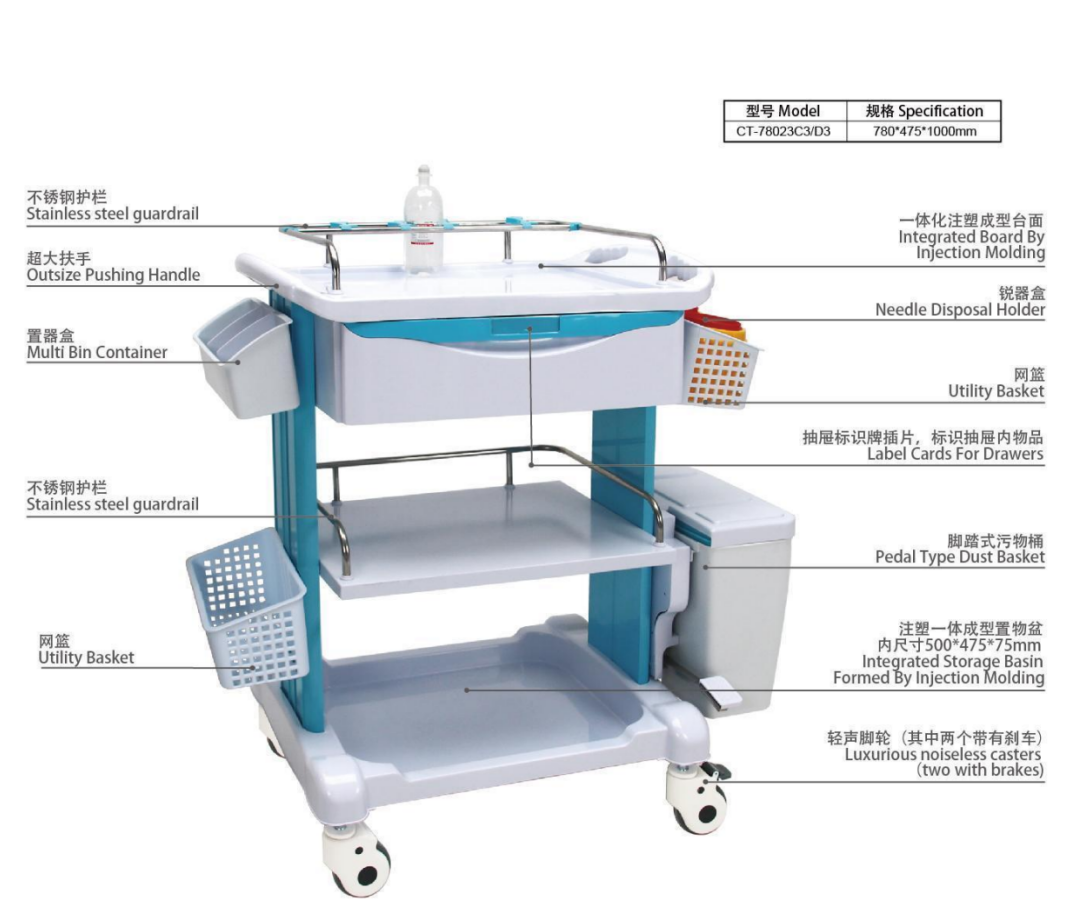 型号 Model 规格 Specification
CT-78023C3/D3 780*475*1000mm
不锈钢护栏
Stainless steel guardrail
超大扶手
Outsize Pushing Handle
置器盒
Multi Bin Container
不锈钢护栏
Stainless steel guardrail
网篮
Utility Basket
一体化注塑成型台面
Integrated Board By
Injection Molding
锐器盒
Needle Disposal Holder
网篮
Utility Basket
抽屉标识牌插片，标识抽屉内物品
Label Cards For Drawers
脚踏式污物桶
Pedal Type Dust Basket
注塑一体成型置物盆
内尺寸500*475*75mm
Integrated Storage Basin
Formed By Injection Molding
轻声脚轮（其中两个带有刹车）
Luxurious noiseless casters
(two with brakes)